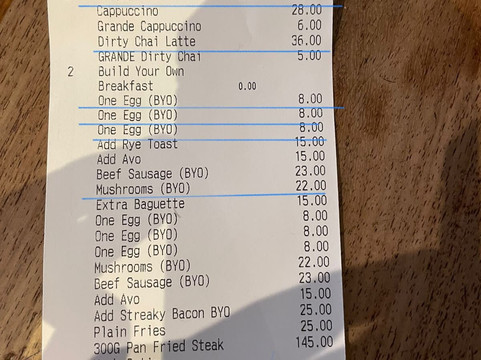 Cappuccino 28.00
Grande Cappuccino 6.00
Dirty Chai Latte 36.00
GRANDE Dirty Chai 5.00
2 Build Your Own
Breakfast 0.00
One Egg (BYO) 8.00
One Egg (BYO) 8.00
One Egg (BYO) 8.00
Add Rye Toast 15.00
Add Avo 15.00
Beef Sausage (BYO) 23.00
Mushrooms (BYO) 22.00
Extra Baguette 15.00
One Egg (BYO) 8.00
One Egg (BYO) 8.00
One Egg (BYO) 8.00
Mushrooms (BYO) 22.00
Beef Sausage (BYO) 23.00
Add Avo 15.00
Add Streaky Bacon BYO 25.00
Plain Fries 25.00
300G Pan Fried Steak 145.00